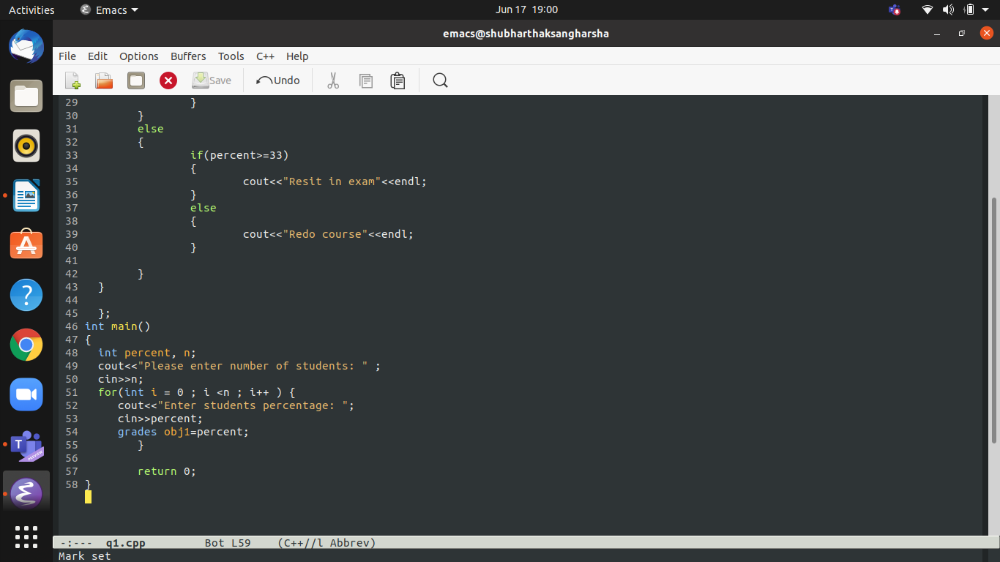 Activities Emacs Jun 17 19:00
emacs@shubharthaksangharsha
File Edit Options Buffers Tools C++ Help
Save Undo
29 }
30 }
31 else
32 {
33 if(percent>=33)
34 {
35 cout<<"Resit in exam"<<endl;
36 }
37 else
38 {
39 cout<<"Redo course"<<endl;
40 }
41
42 }
43 }
44
45 };
46 int main()
47 {
48 int percent, n;
49 cout<<"Please enter number of students: " ;
50 cin>>n;
51 for(int i = 0 ; i <n ; i++ ) {
52 cout<<"Enter students percentage: ";
53 cin>>percent;
54 grades obj1=percent;
55 }
56
57 return 0;
58 }
-:--- q1.cpp Bot L59 (C++//l Abbrev)
Mark set